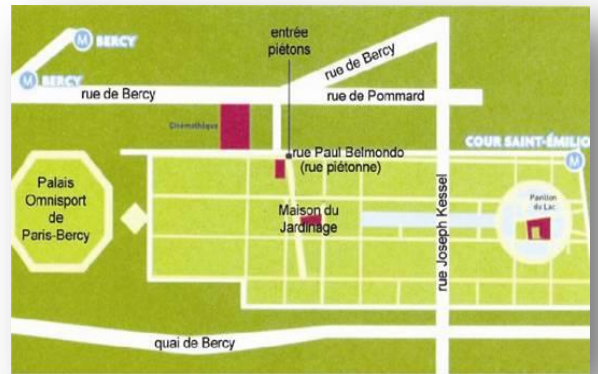 entrée
piétons
M BERCY
M BERCY
rue de Bercy
rue de Bercy
rue de Pommard
Cinémathèque
COUR SAINT-ÉMILIO
M
rue Paul Belmondo
(rue piétonne)
Palais
Omnisport
de
Paris-Bercy
Maison du
Jardinage
rue Joseph Kessel
Pavillon
du Lac
quai de Bercy